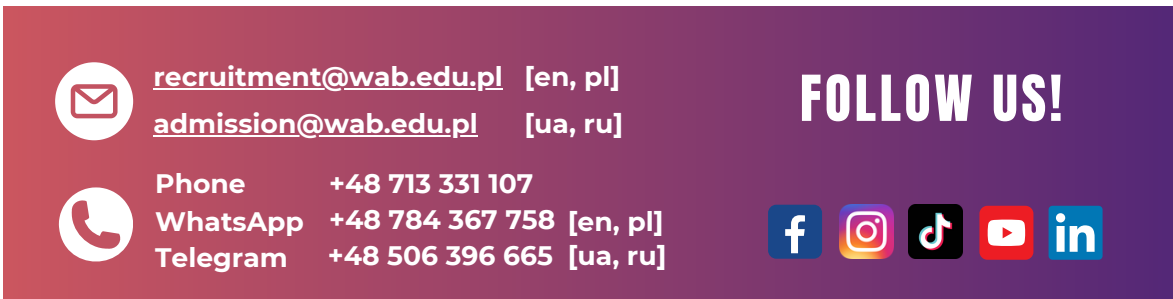 recruitment@wab.edu.pl [en, pl]
admission@wab.edu.pl [ua, ru]
Phone +48 713 331 107
WhatsApp +48 784 367 758 [en, pl]
Telegram +48 506 396 665 [ua, ru]
FOLLOW US!
f
in